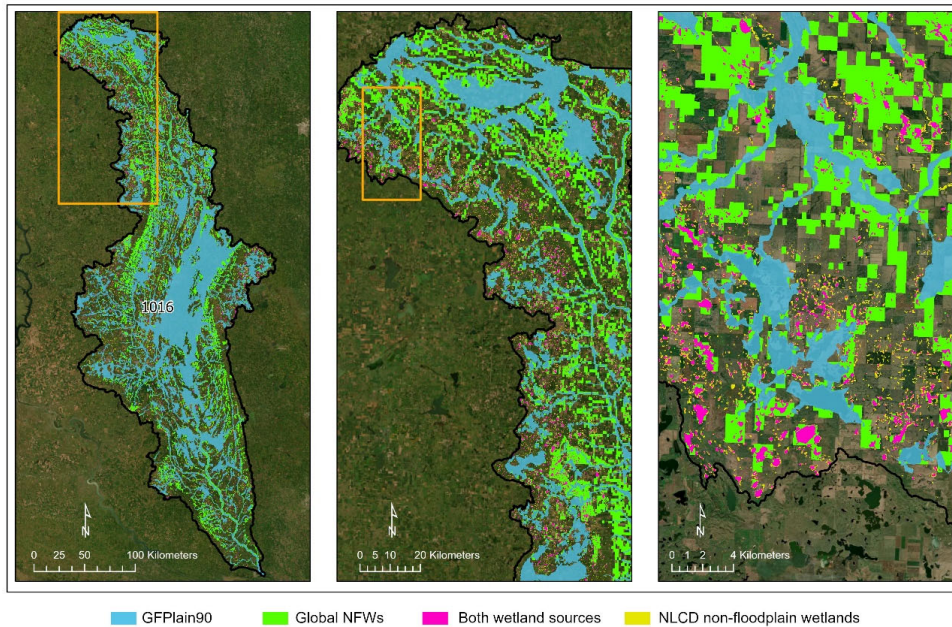 1016
N
0 25 50 100 Kilometers
N
0 5 10 20 Kilometers
N
0 1 2 4 Kilometers
GFPlain90 Global NFWs Both wetland sources NLCD non-floodplain wetlands